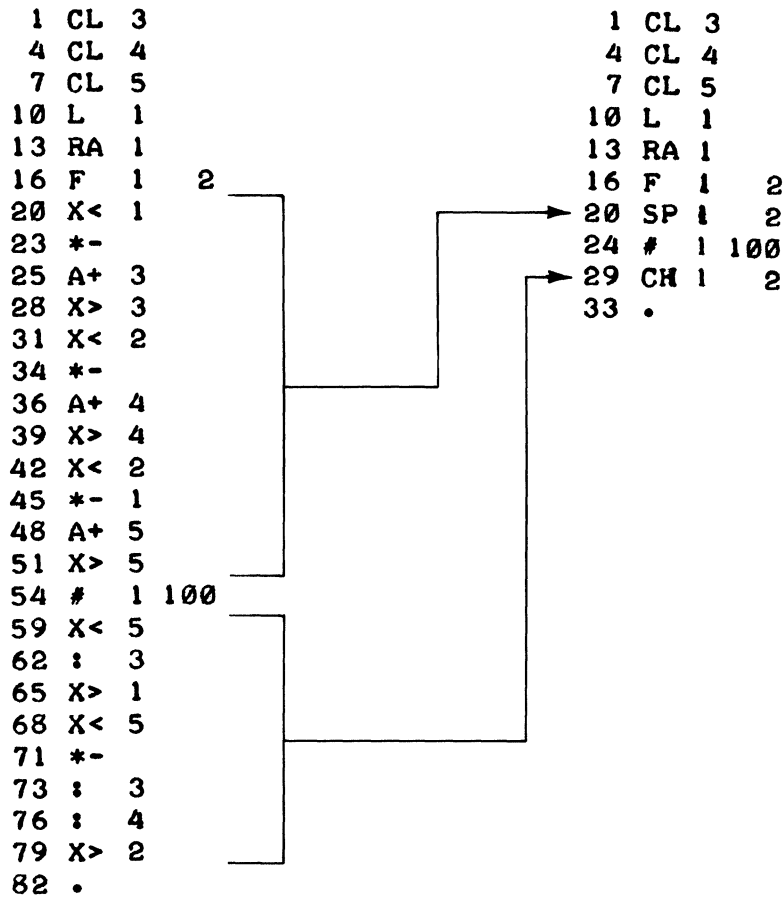 1 CL 3
4 CL 4
7 CL 5
10 L 1
13 RA 1
16 F 1 2
20 X< 1
23 *-
25 A+ 3
28 X> 3
31 X< 2
34 *-
36 A+ 4
39 X> 4
42 X< 2
45 *- 1
48 A+ 5
51 X> 5
54 # 1 100
59 X< 5
62 : 3
65 X> 1
68 X< 5
71 *-
73 : 3
76 : 4
79 X> 2
82 .
1 CL 3
4 CL 4
7 CL 5
10 L 1
13 RA 1
16 F 1 2
20 SP 1 2
24 # 1 100
29 CH 1 2
33 .